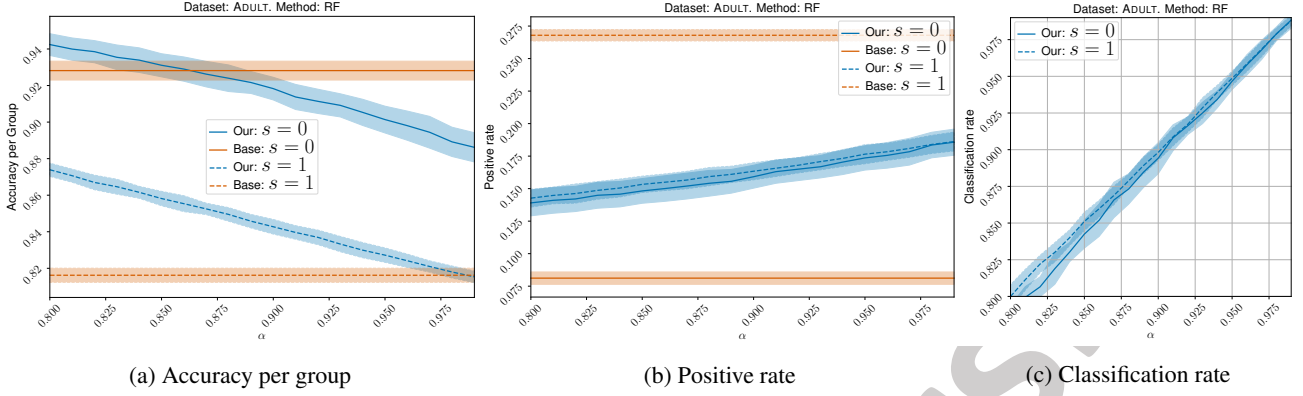 Dataset: ADULT. Method: RF
Accuracy per Group
0.94
0.92
0.90
0.88
0.86
0.84
0.82
Our: s = 0
Base: s = 0
Our: s = 1
Base: s = 1
0.800
0.825
0.850
0.875
0.900
0.925
0.950
0.975
α
(a) Accuracy per group
Dataset: ADULT. Method: RF
Positive rate
0.275
0.250
0.225
0.200
0.175
0.150
0.125
0.100
0.075
Our: s = 0
Base: s = 0
Our: s = 1
Base: s = 1
0.800
0.825
0.850
0.875
0.900
0.925
0.950
0.975
α
(b) Positive rate
Dataset: ADULT. Method: RF
Classification rate
0.975
0.950
0.925
0.900
0.875
0.850
0.825
0.800
Our: s = 0
Our: s = 1
0.800
0.825
0.850
0.875
0.900
0.925
0.950
0.975
α
(c) Classification rate